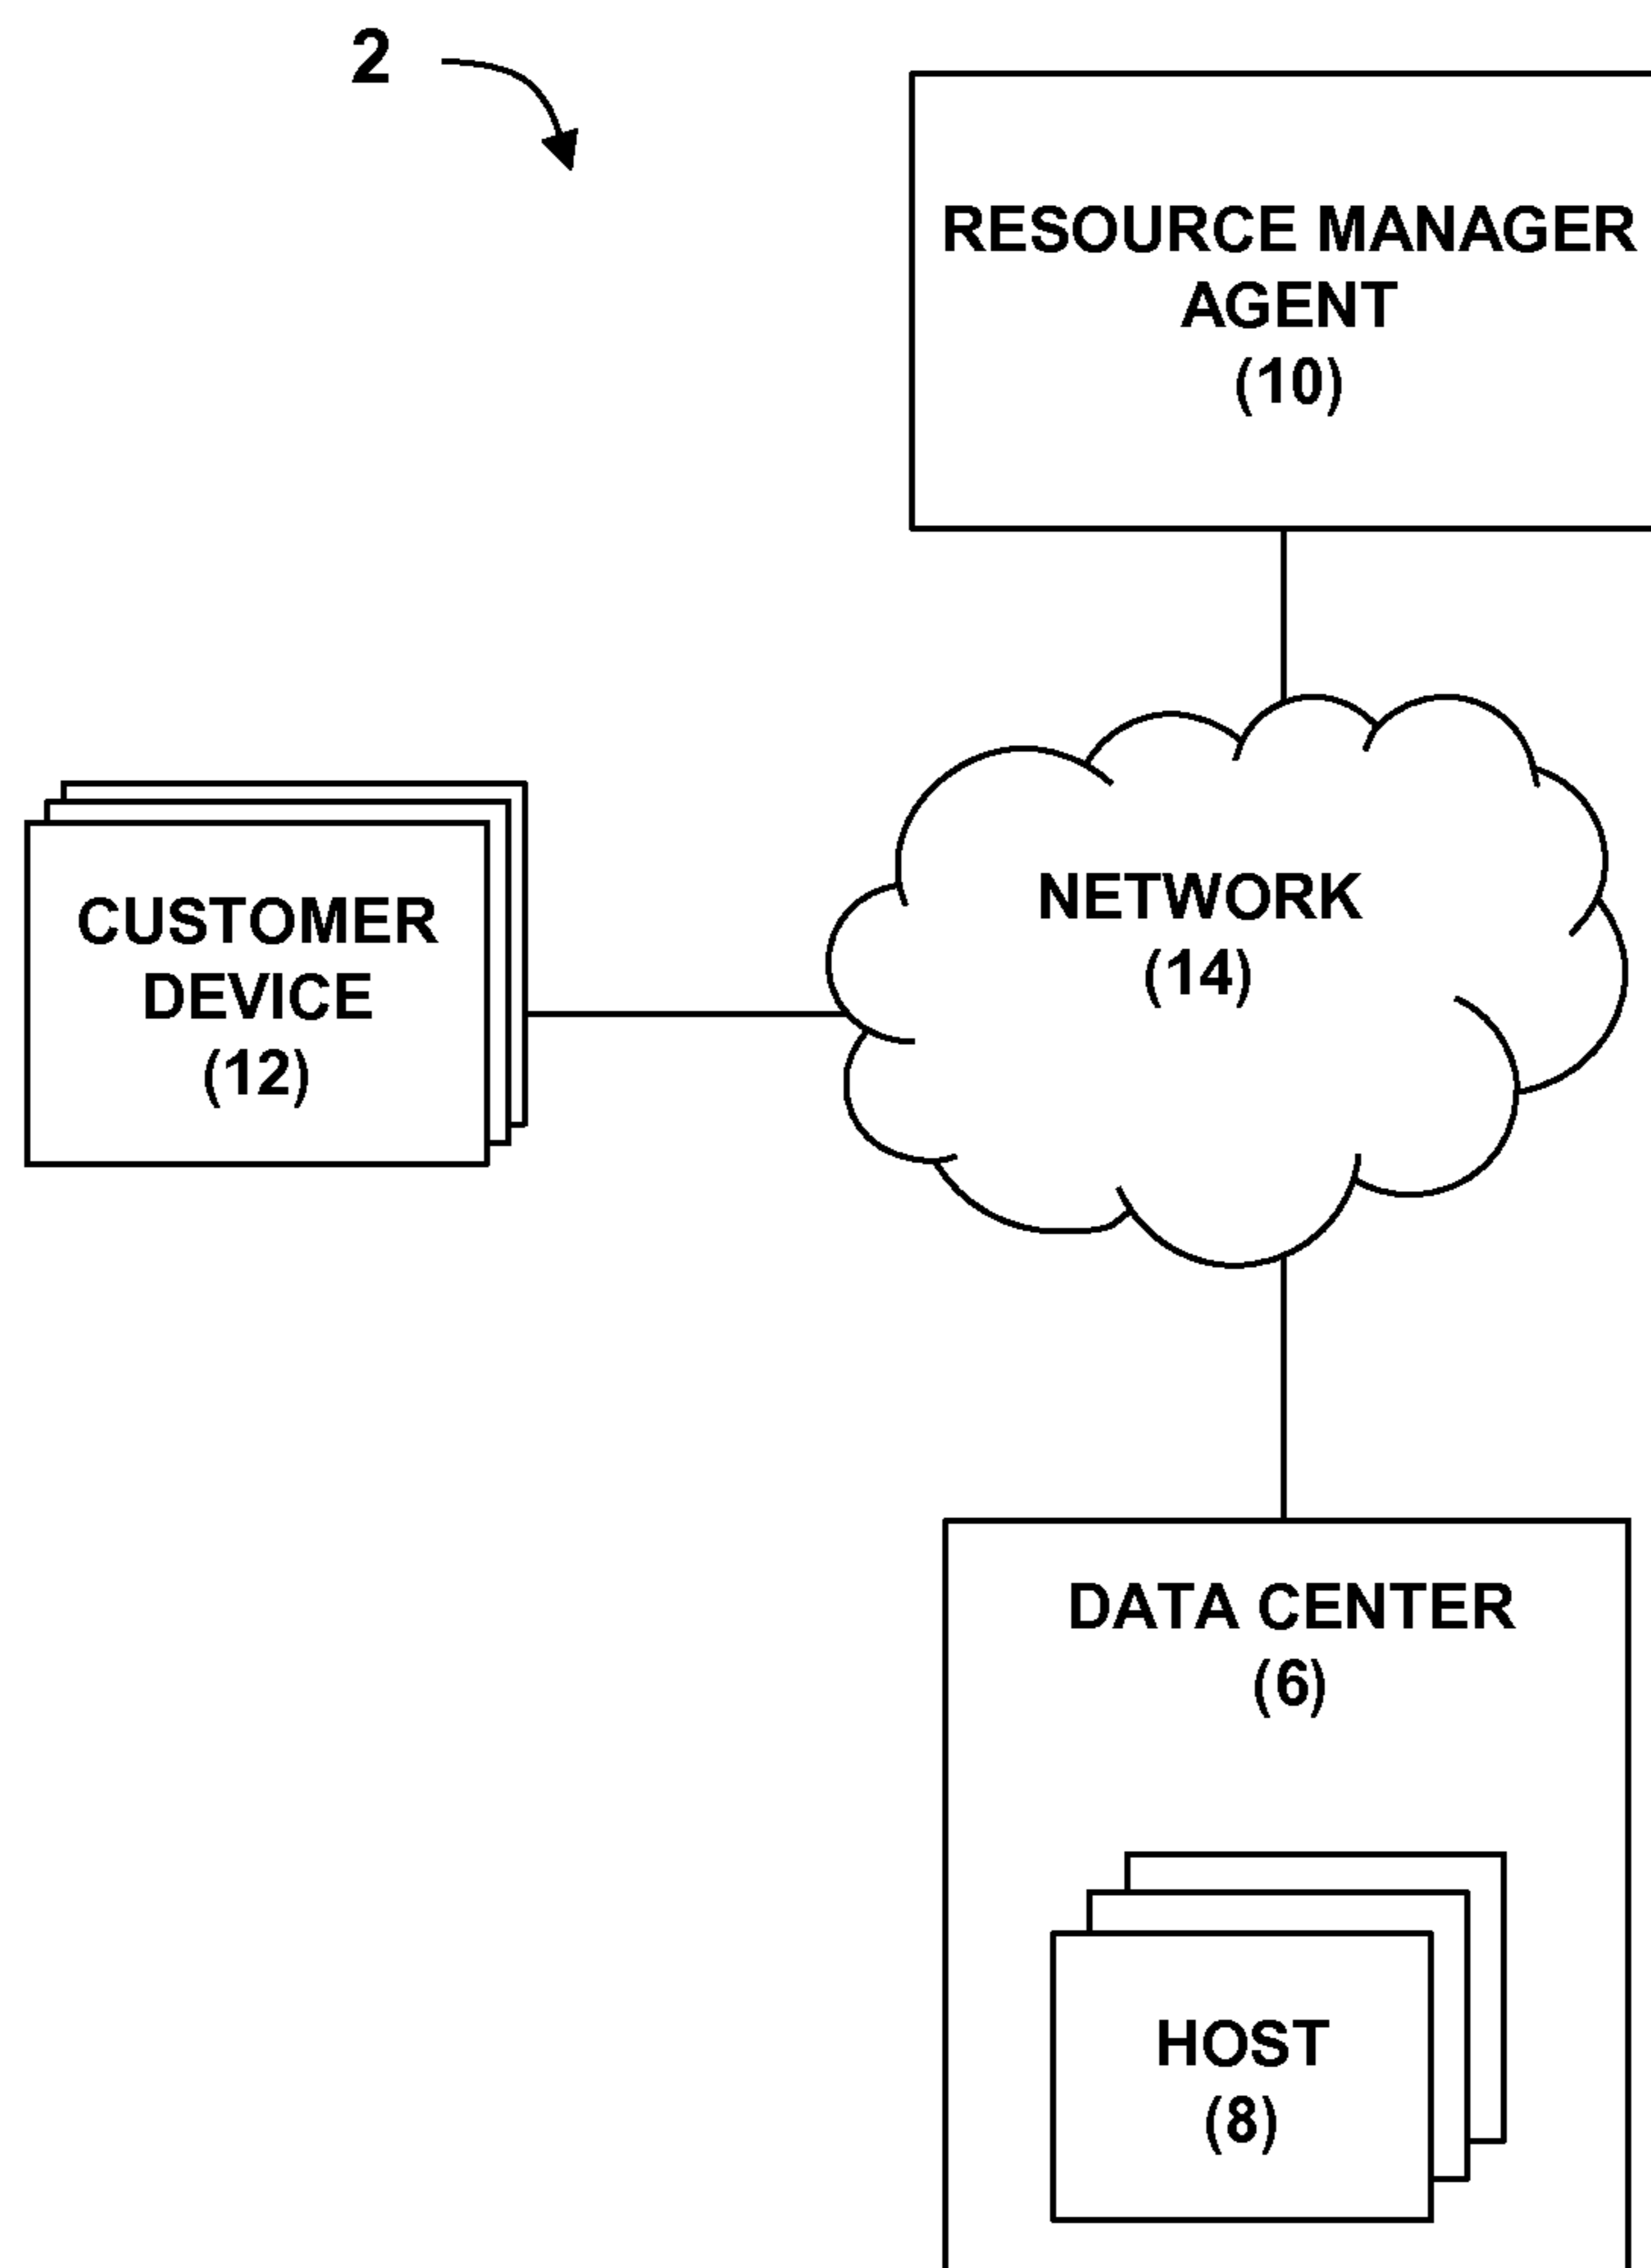 2
RESOURCE MANAGER
AGENT
(10)
CUSTOMER
DEVICE
(12)
NETWORK
(14)
DATA CENTER
(6)
HOST
(8)